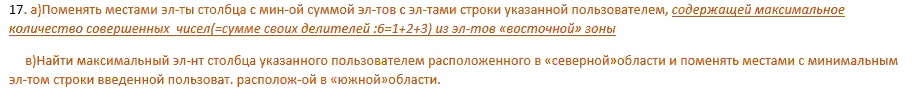 17. а)Поменять местами эл-ты столбца с мин-ой суммой эл-тов с эл-тами строки указанной пользователем, содержащей максимальное
количество совершенных чисел(=сумме своих делителей :6=1+2+3) из эл-тов «восточной» зоны
в)Найти максимальный эл-нт столбца указанного пользователем расположенного в «северной»области и поменять местами с минимальным
эл-том строки введенной пользоват. располож-ой в «южной»области.